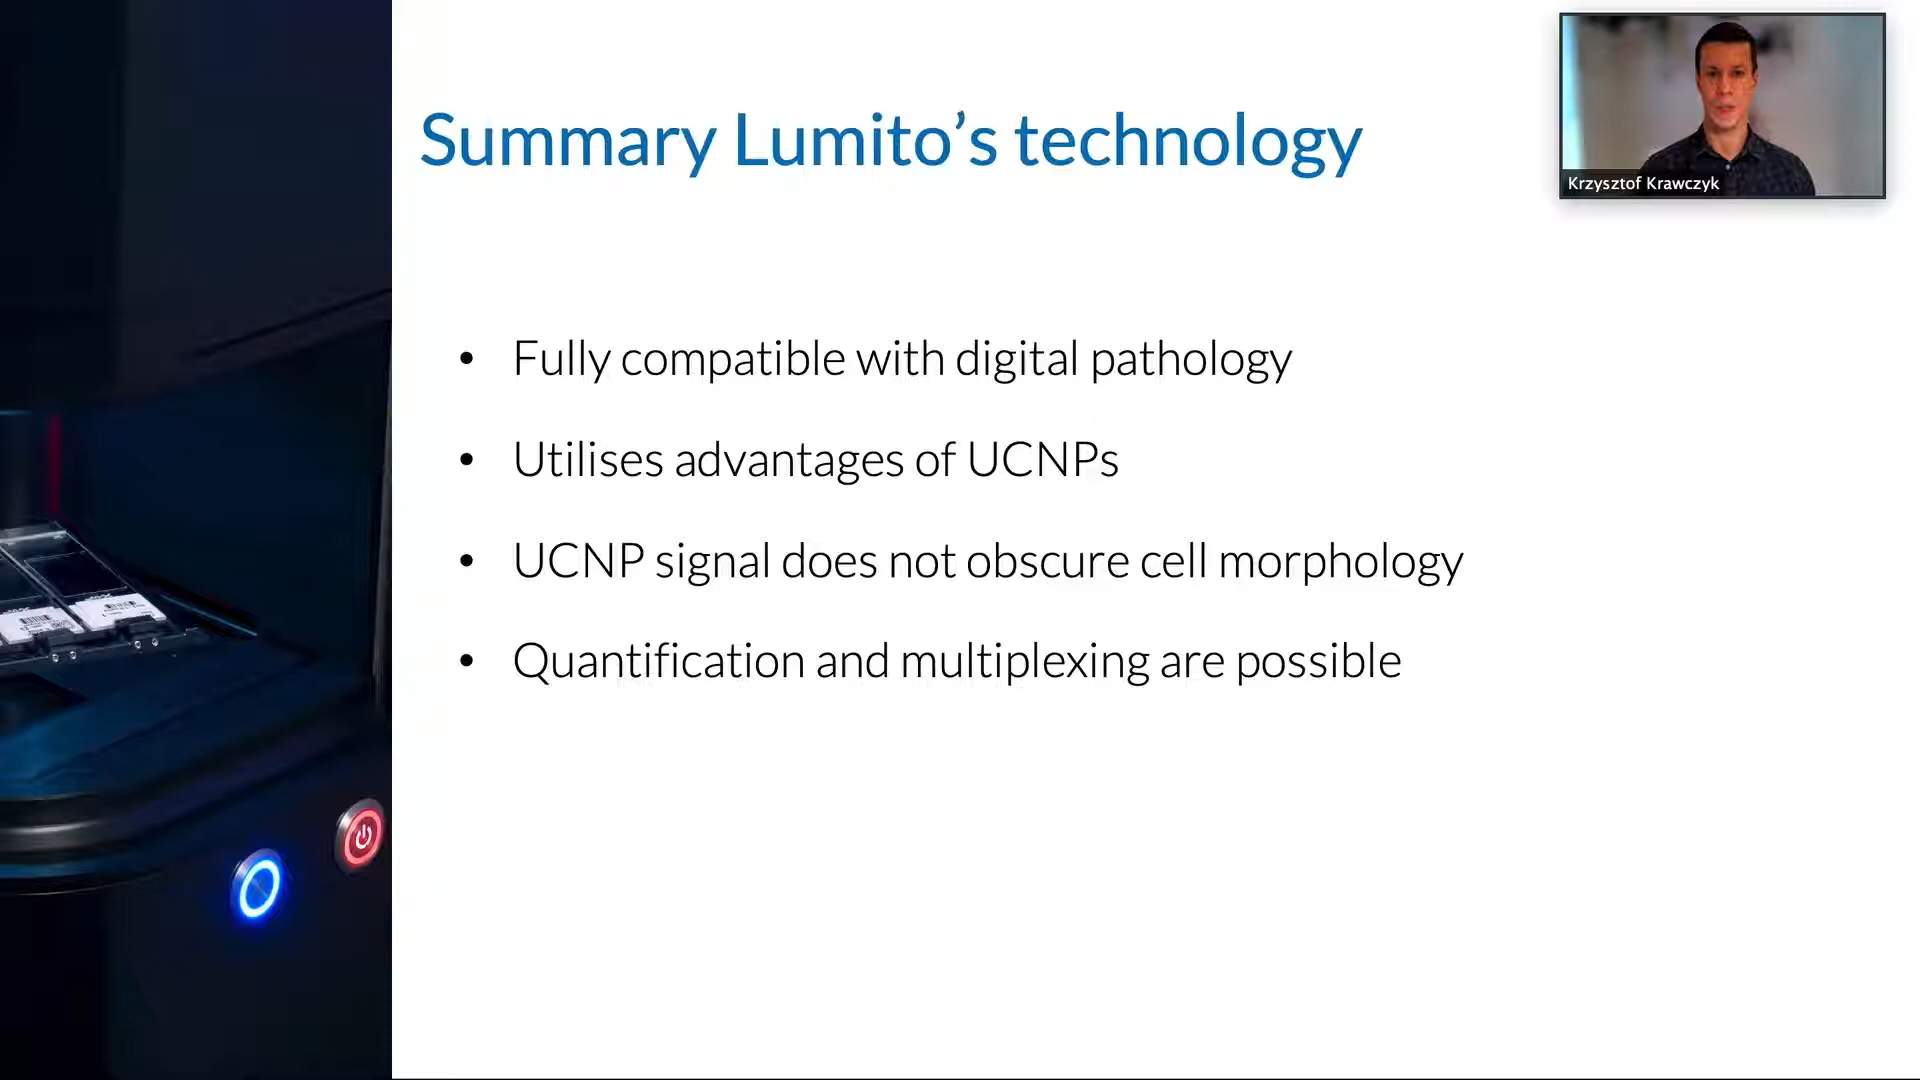 Summary Lumito’s technology
Krzysztof Krawczyk
• Fully compatible with digital pathology
• Utilises advantages of UCNPs
• UCNP signal does not obscure cell morphology
• Quantification and multiplexing are possible